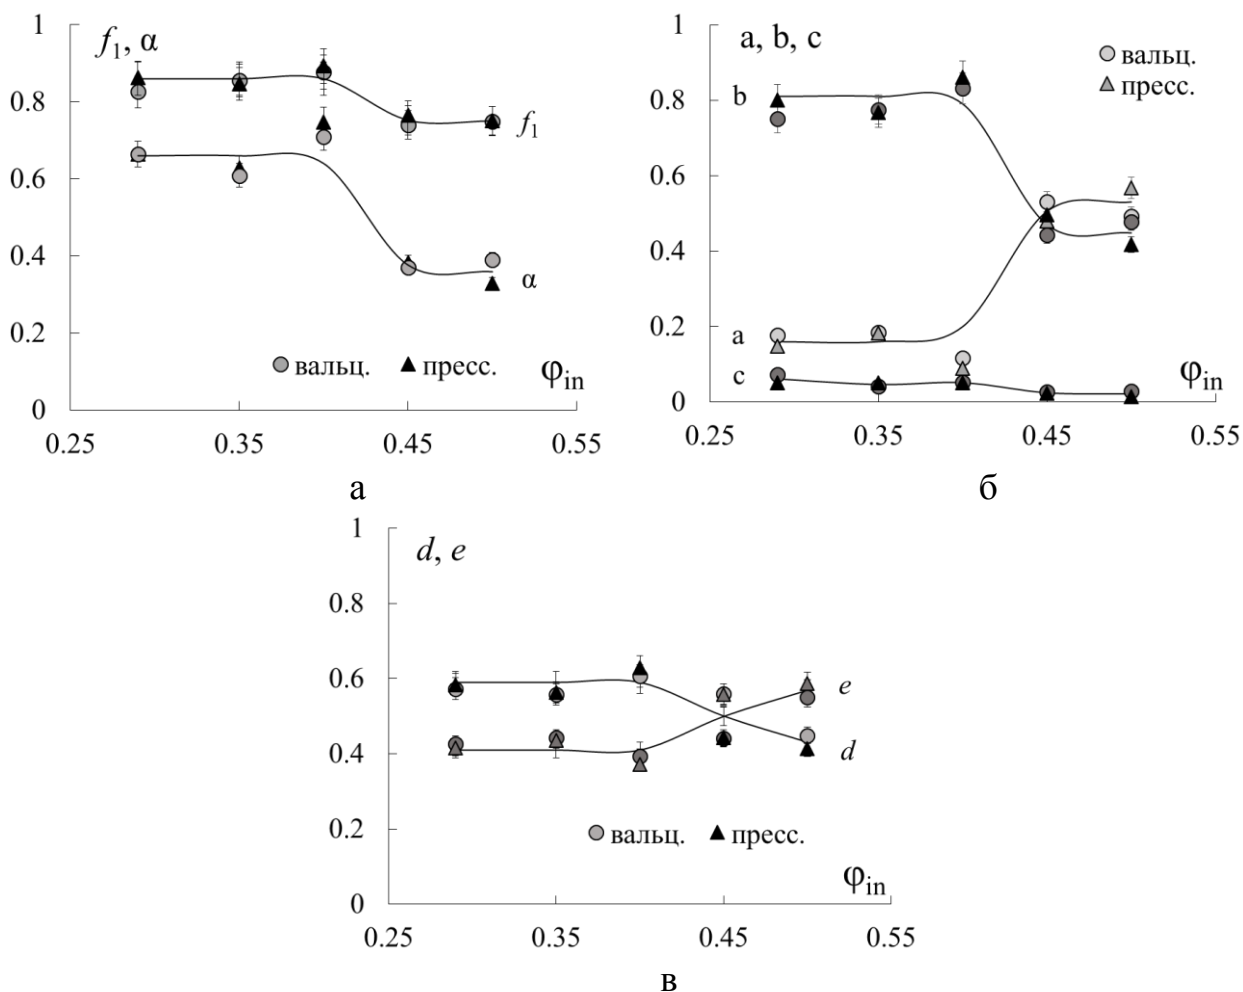 f1, α
1
0.8
0.6
0.4
0.2
0
f1
α
вальц.
пресс.
φin
0.25
0.35
0.45
0.55
а
a, b, c
вальц.
пресс.
1
0.8
0.6
0.4
0.2
0
b
a
c
φin
0.25
0.35
0.45
0.55
б
d, e
1
0.8
0.6
0.4
0.2
0
e
d
вальц.
пресс.
φin
0.25
0.35
0.45
0.55
в